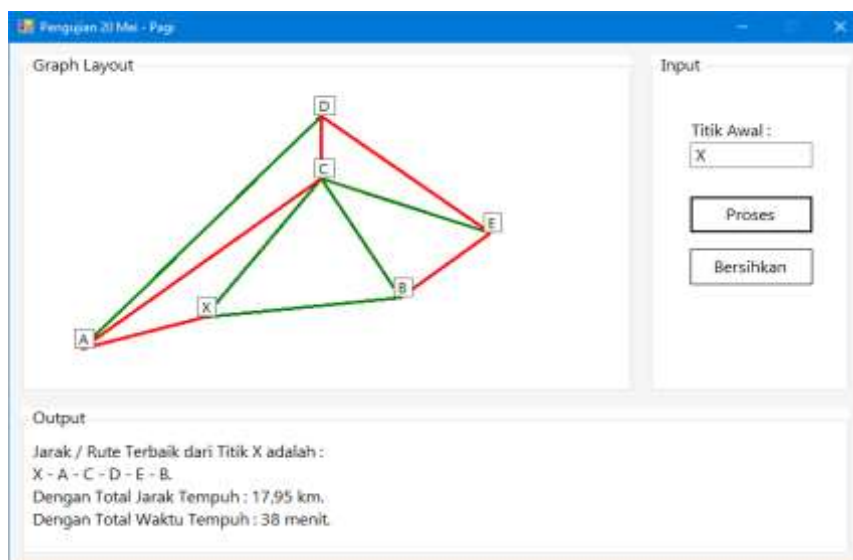 Pengujian 20 Mei - Pagi
Graph Layout
D
C
E
B
X
A
Input
Titik Awal :
X
Proses
Bersihkan
Output
Jarak / Rute Terbaik dari Titik X adalah :
X - A - C - D - E - B.
Dengan Total Jarak Tempuh : 17,95 km.
Dengan Total Waktu Tempuh : 38 menit.